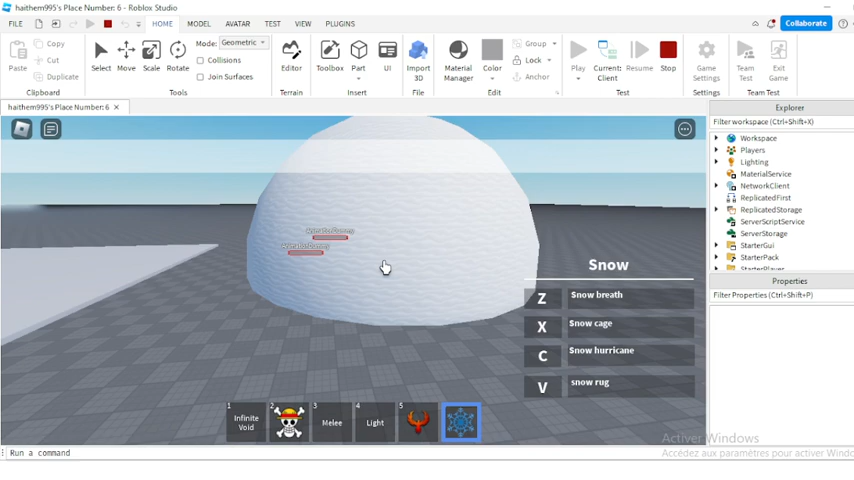 haithem995's Place Number: 6 - Roblox Studio
FILE HOME MODEL AVATAR TEST VIEW PLUGINS
Collaborate
Paste Copy Cut Duplicate
Clipboard
Select Move Scale Rotate
Mode: Geometric
Collisions
Join Surfaces
Tools
Editor
Terrain
Toolbox Part UI
Insert
Import 3D
File
Material Manager Color
Group
Lock
Anchor
Edit
Play Current: Client Resume Stop
Test
Game Settings
Settings
Team Test Exit Game
Team Test
haithem995's Place Number: 6
Explorer
Filter workspace (Ctrl+Shift+X)
Workspace
Players
Lighting
MaterialService
NetworkClient
ReplicatedFirst
ReplicatedStorage
ServerScriptService
ServerStorage
StarterGui
StarterPack
StarterPlayer
Properties
Filter Properties (Ctrl+Shift+P)
AnimationDummy
AnimationDummy
Snow
Z Snow breath
X Snow cage
C Snow hurricane
V snow rug
1 Infinite Void
2
3 Melee
4 Light
5
Activer Windows
Accédez aux paramètres pour activer Windo
Run a command